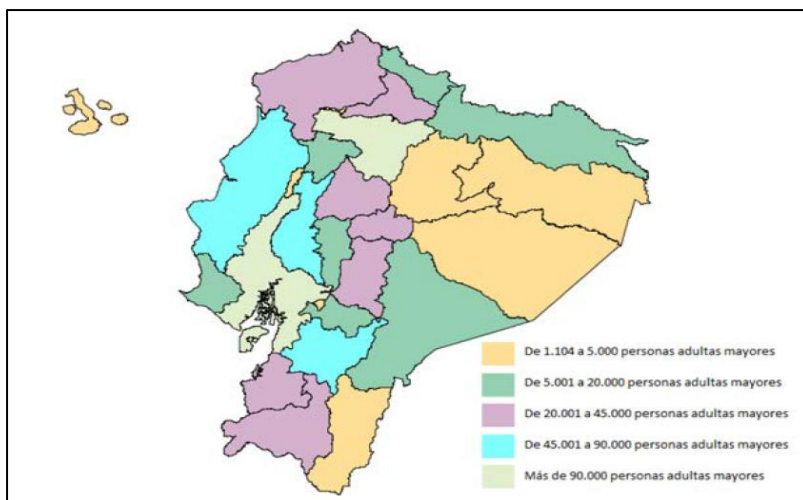 De 1.104 a 5.000 personas adultas mayores
De 5.001 a 20.000 personas adultas mayores
De 20.001 a 45.000 personas adultas mayores
De 45.001 a 90.000 personas adultas mayores
Más de 90.000 personas adultas mayores